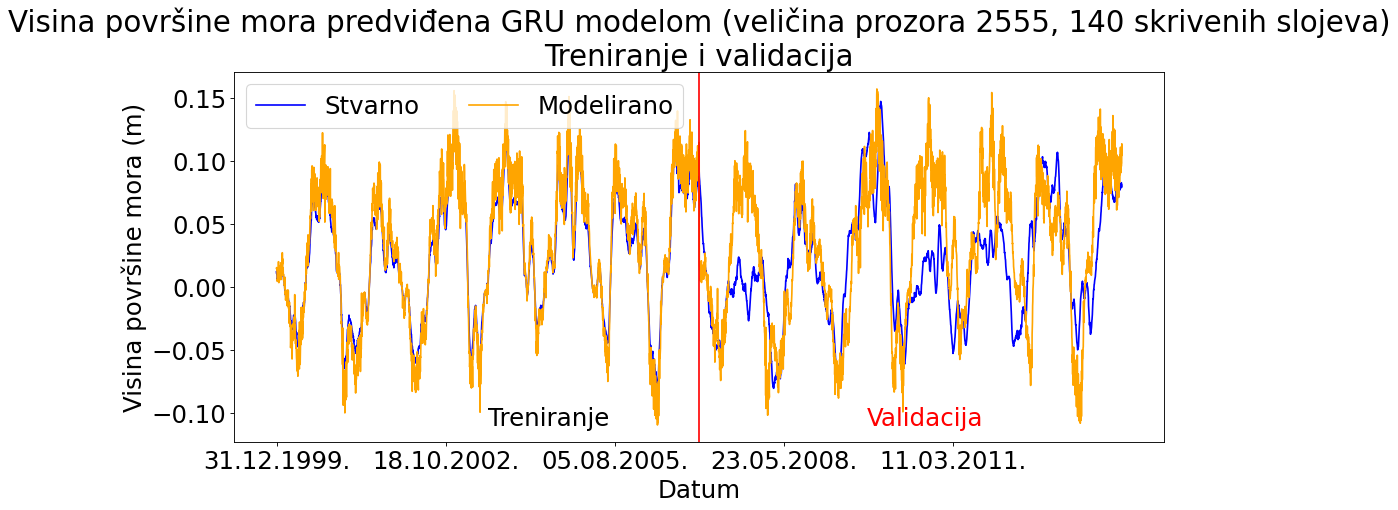 Visina površine mora predviđena GRU modelom (veličina prozora 2555, 140 skrivenih slojeva)
Treniranje i validacija
Stvarno
Modelirano
Visina površine mora (m)
0.15
0.10
0.05
0.00
−0.05
−0.10
Treniranje
Validacija
31.12.1999.
18.10.2002.
05.08.2005.
23.05.2008.
11.03.2011.
Datum